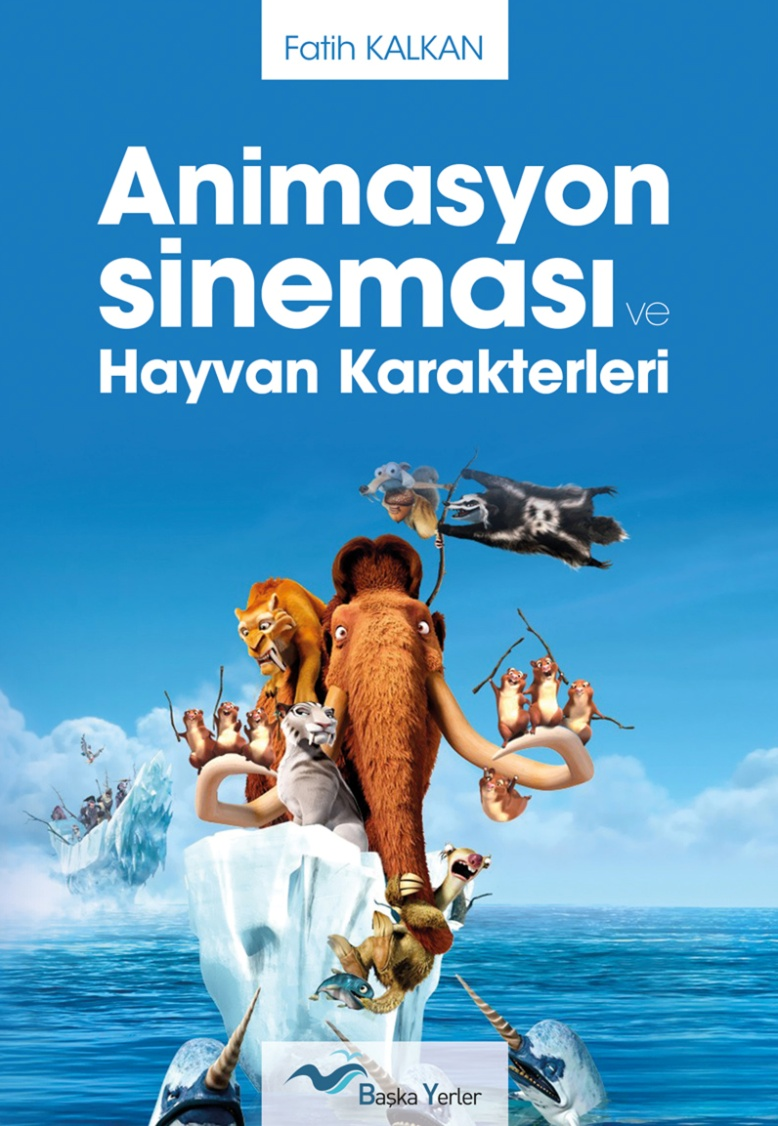 Fatih KALKAN
Animasyon
sineması ve
Hayvan Karakterleri
Başka Yerler